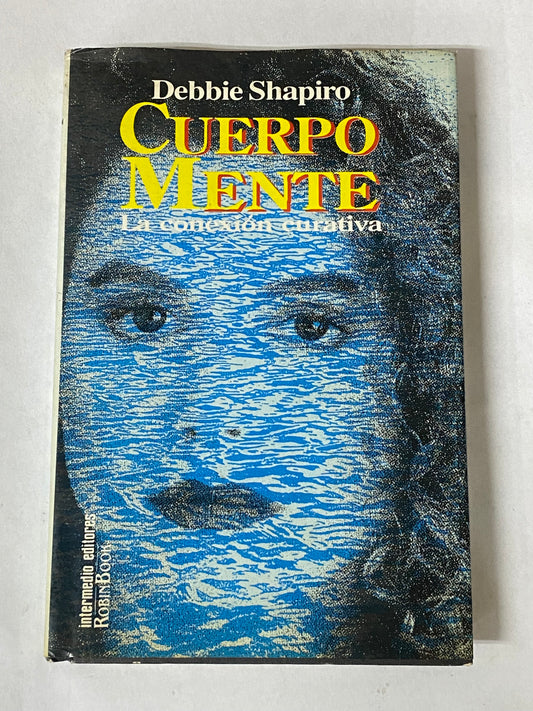 Debbie Shapiro
CUERPO
MENTE
La conexión curativa
intermedio editores
ROBINBOOK